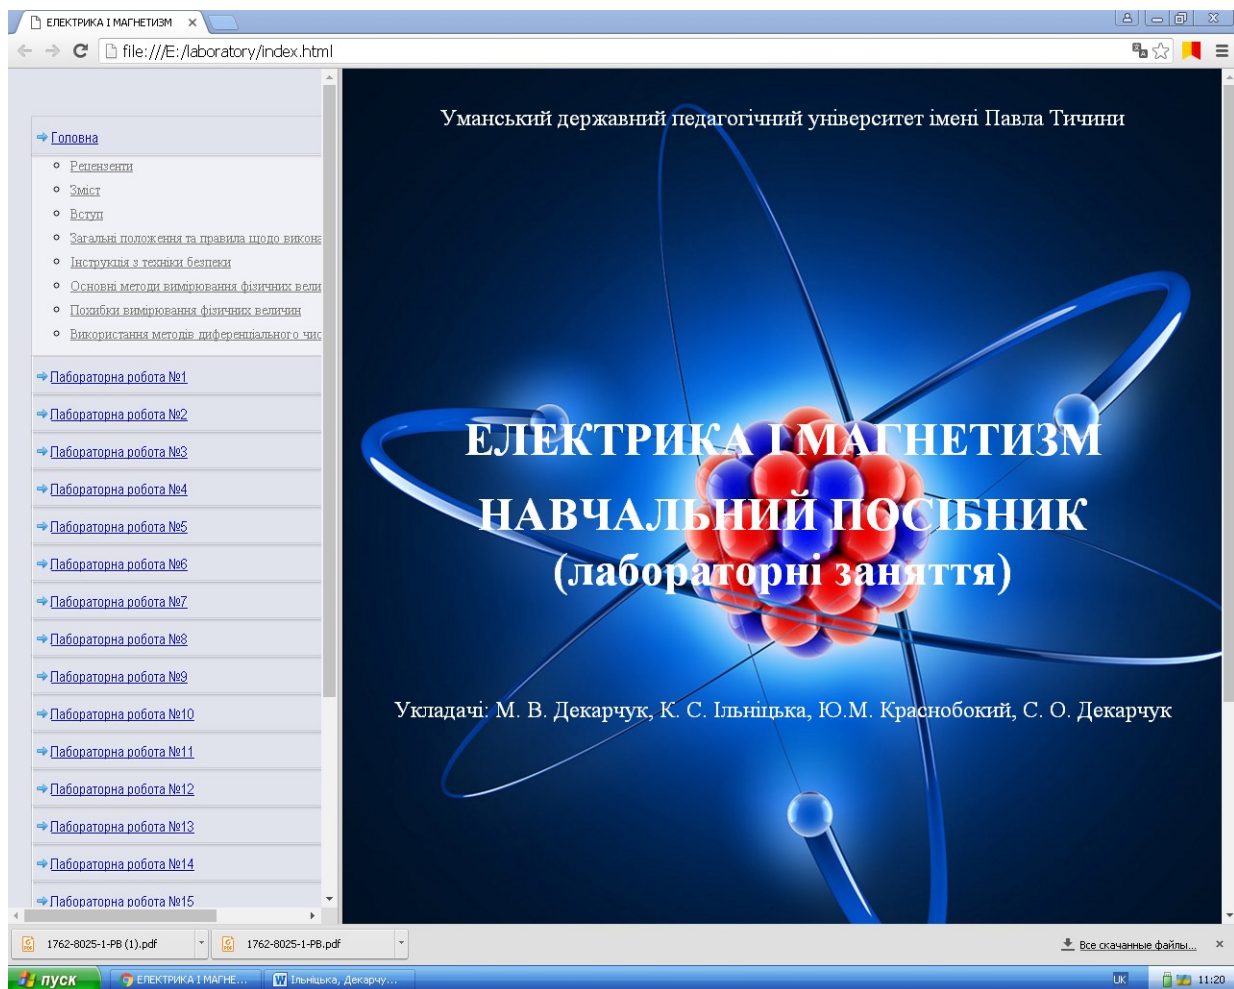 ЕЛЕКТРИКА І МАГНЕТИЗМ
file:///E:/laboratory/index.html
Головна
Рецензенти
Зміст
Вступ
Загальні положення та правила щодо викона
Інструкція з техніки безпеки
Основні методи вимірювання фізичних вели
Похибки вимірювання фізичних величин
Використання методів диференціального чис
Лабораторна робота №1
Лабораторна робота №2
Лабораторна робота №3
Лабораторна робота №4
Лабораторна робота №5
Лабораторна робота №6
Лабораторна робота №7
Лабораторна робота №8
Лабораторна робота №9
Лабораторна робота №10
Лабораторна робота №11
Лабораторна робота №12
Лабораторна робота №13
Лабораторна робота №14
Лабораторна робота №15
Уманський державний педагогічний університет імені Павла Тичини
ЕЛЕКТРИКА І МАГНЕТИЗМ
НАВЧАЛЬНИЙ ПОСІБНИК
(лабораторні заняття)
Укладачі: М. В. Декарчук, К. С. Ільніцька, Ю.М. Краснобокий, С. О. Декарчук
1762-8025-1-PB (1).pdf
1762-8025-1-PB.pdf
Все скачанные файлы...
пуск
ЕЛЕКТРИКА І МАГНЕ...
Ільніцька, Декарчу...
UK
11:20